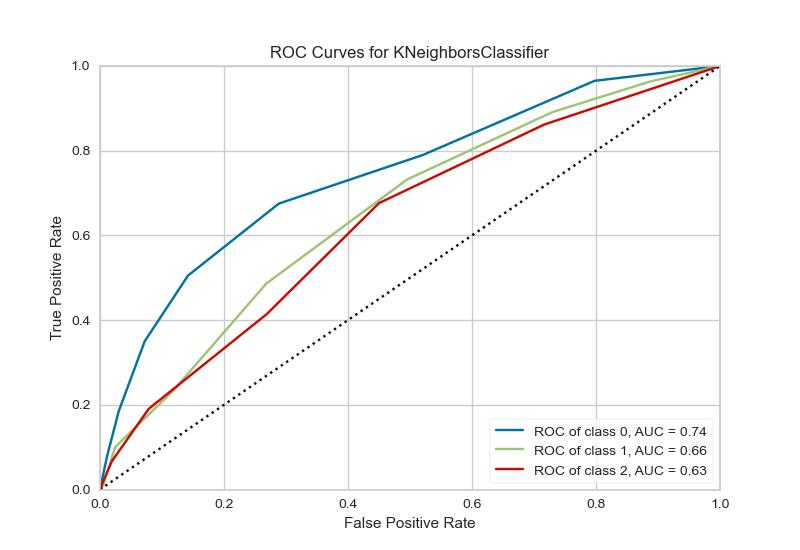 ROC Curves for KNeighborsClassifier
1.0
0.8
0.6
0.4
0.2
0.0
True Positive Rate
ROC of class 0, AUC = 0.74
ROC of class 1, AUC = 0.66
ROC of class 2, AUC = 0.63
0.0 0.2 0.4 0.6 0.8 1.0
False Positive Rate